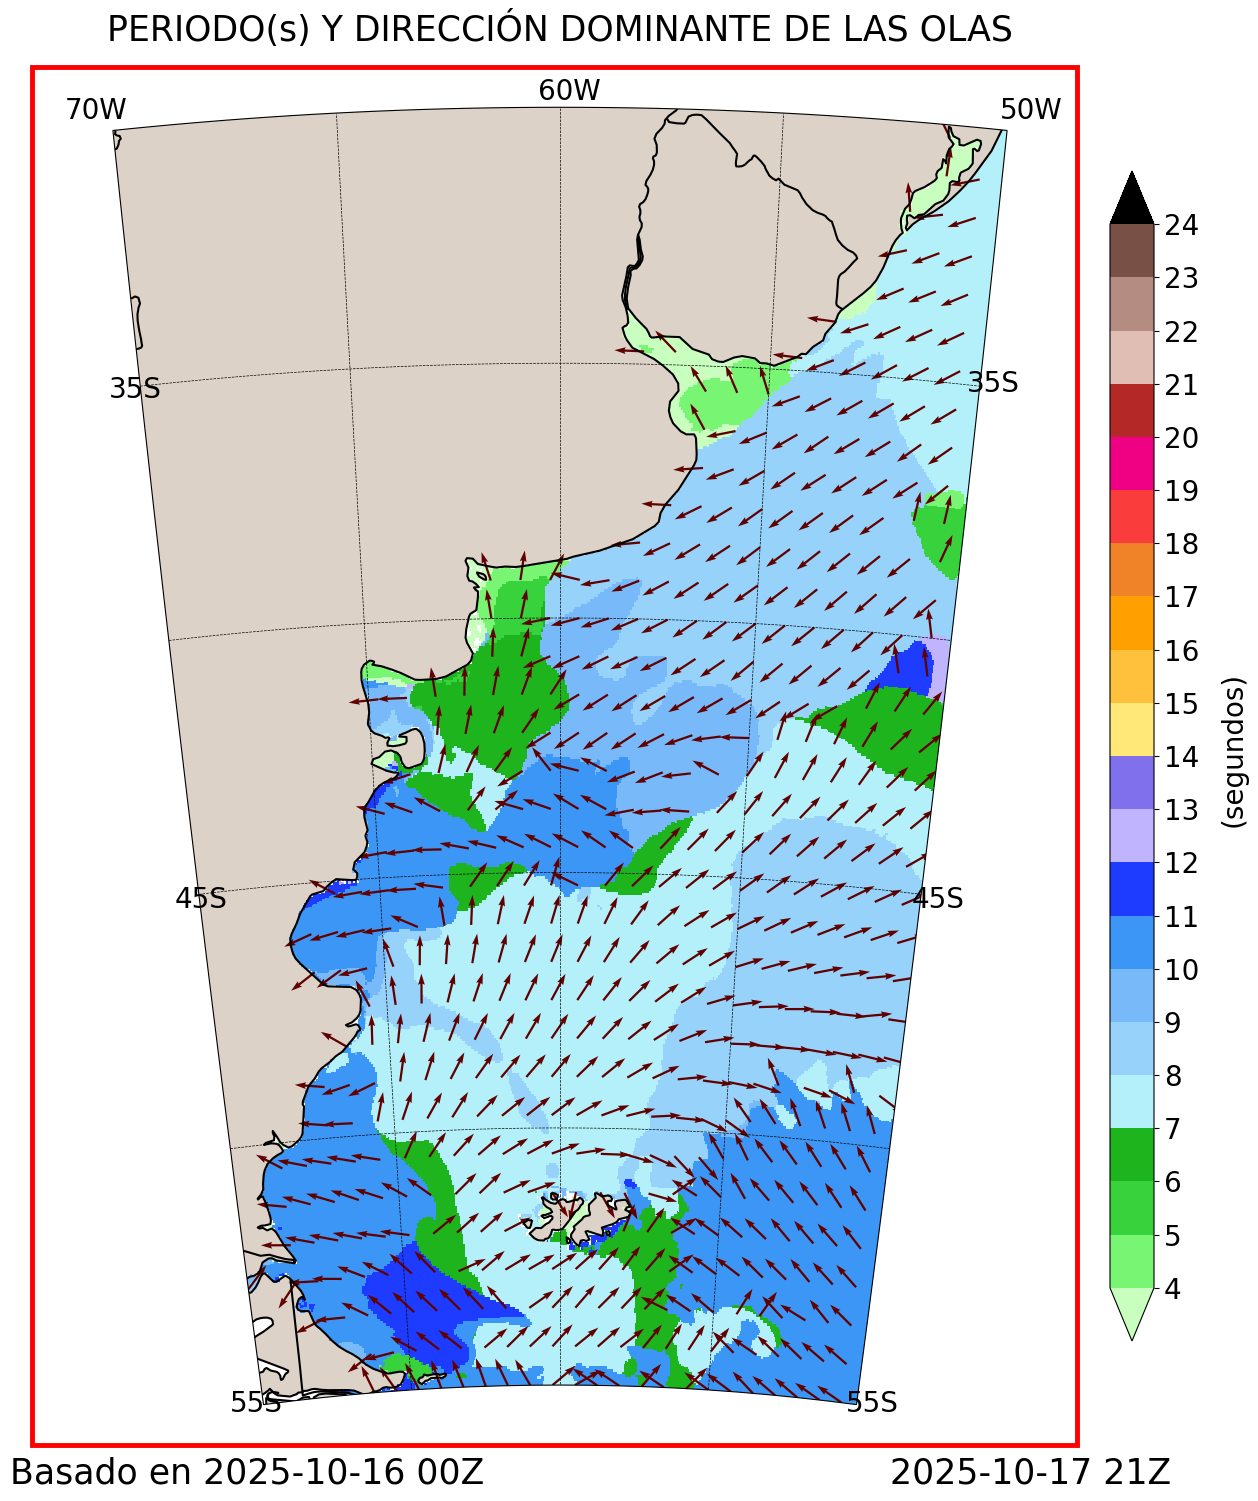 PERIODO(s) Y DIRECCIÓN DOMINANTE DE LAS OLAS
70W
60W
50W
35S
35S
45S
45S
55S
55S
24
23
22
21
20
19
18
17
16
15
14
13
12
11
10
9
8
7
6
5
4
(segundos)
Basado en 2025-10-16 00Z
2025-10-17 21Z